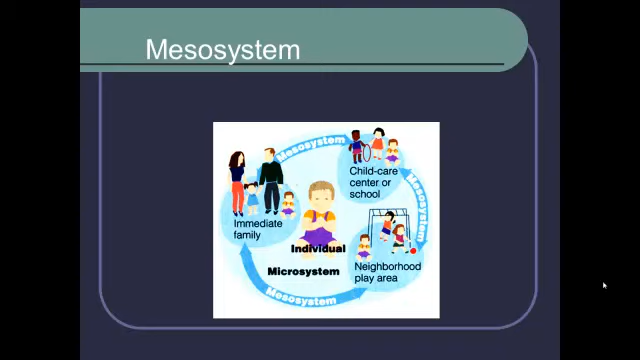 Mesosystem
Mesosystem
Child-care
center or
school
Mesosystem
Immediate
family
Individual
Microsystem
Neighborhood
play area
Mesosystem